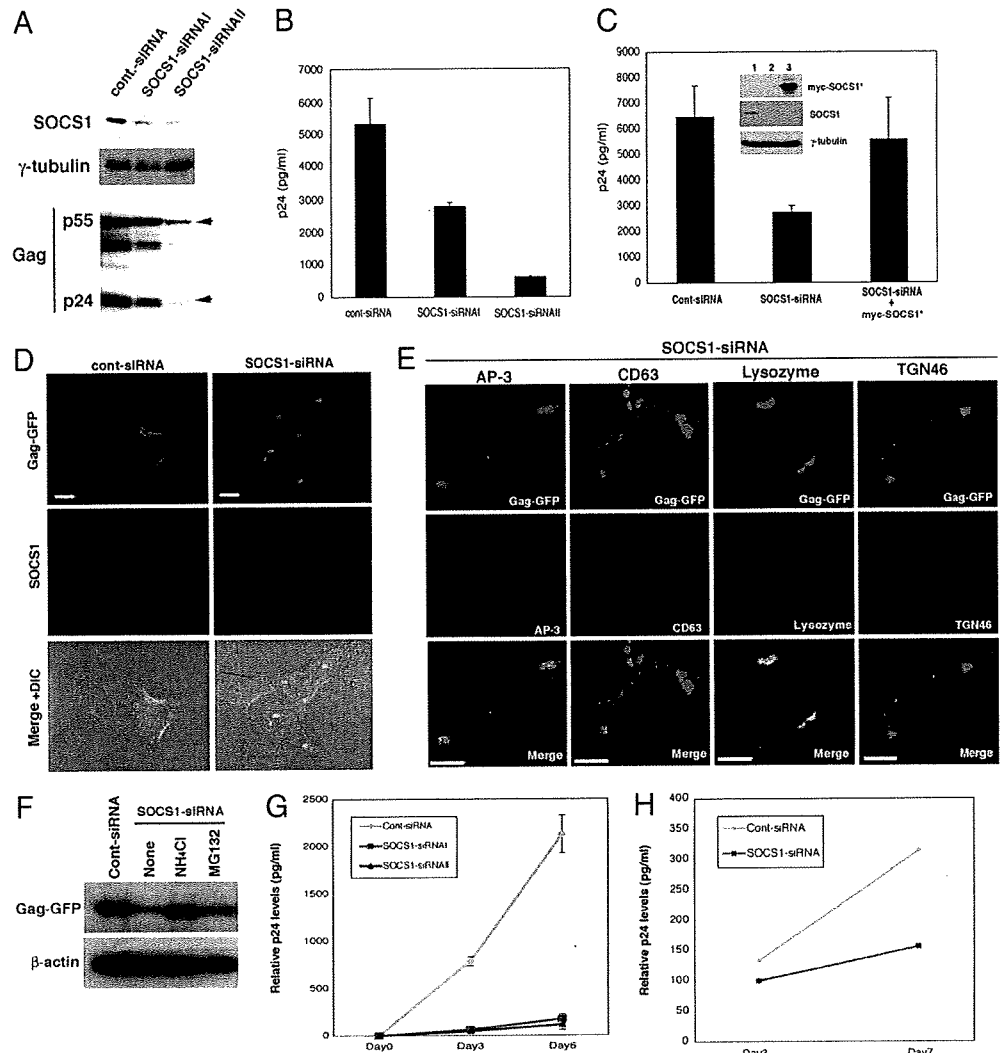 A
cont.-siRNA
SOCS1-siRNAI
SOCS1-siRNAII
SOCS1
γ-tubulin
Gag
p55
p24
B
p24 (pg/ml)
7000
6000
5000
4000
3000
2000
1000
0
cont-siRNA
SOCS1-siRNAI
SOCS1-siRNAII
C
p24 (pg/ml)
9000
8000
7000
6000
5000
4000
3000
2000
1000
0
1 2 3
myc-SOCS1*
SOCS1
γ-tubulin
Cont-siRNA
SOCS1-siRNA
SOCS1-siRNA
+
myc-SOCS1*
D
cont-siRNA
SOCS1-siRNA
Gag-GFP
SOCS1
Merge +DIC
E
SOCS1-siRNA
AP-3
CD63
Lysozyme
TGN46
Gag-GFP
Gag-GFP
Gag-GFP
Gag-GFP
AP-3
CD63
Lysozyme
TGN46
Merge
Merge
Merge
Merge
F
Cont-siRNA
SOCS1-siRNA
None
NH4Cl
MG132
Gag-GFP
β-actin
G
Relative p24 levels (pg/ml)
2500
2000
1500
1000
500
0
Cont-siRNA
SOCS1-siRNAI
SOCS1-siRNAII
Day0
Day3
Day6
H
Relative p24 levels (pg/ml)
400
350
300
250
200
150
100
50
0
Cont-siRNA
SOCS1-siRNA
Day3
Day7